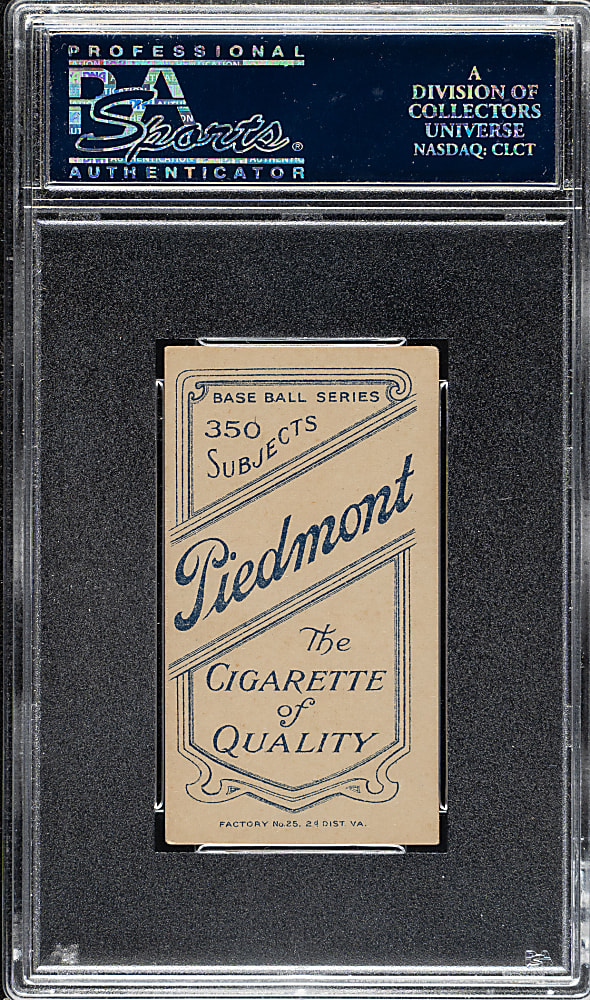 PROFESSIONAL
PSA
Sports®
AUTHENTICATOR
A
DIVISION OF
COLLECTORS
UNIVERSE
NASDAQ: CLCT
BASE BALL SERIES
350
SUBJECTS
Piedmont
The
CIGARETTE
of
QUALITY
FACTORY No.25, 2d DIST. VA.
PSA